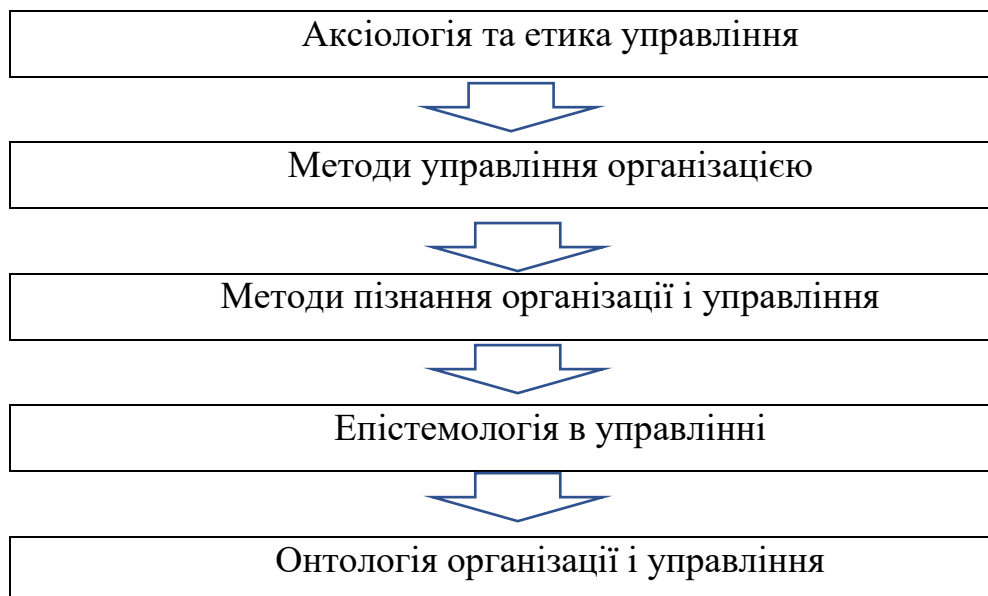 Аксіологія та етика управління
Методи управління організацією
Методи пізнання організації і управління
Епістемологія в управлінні
Онтологія організації і управління